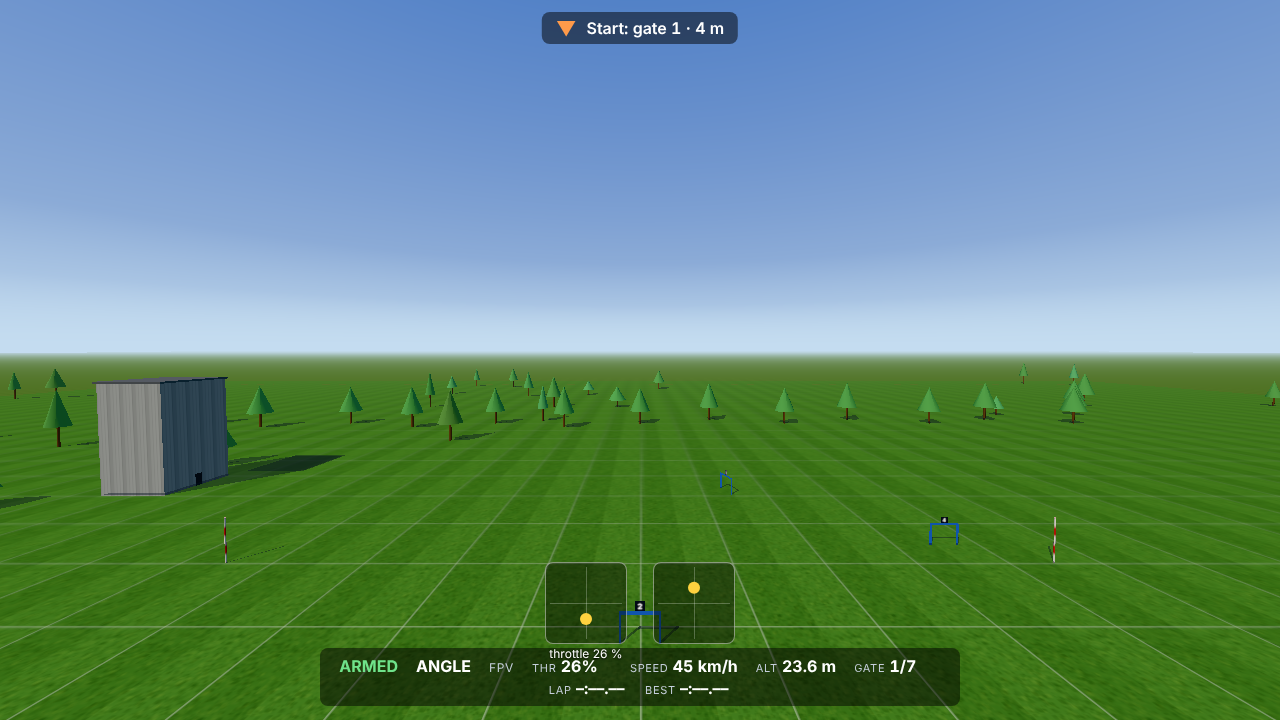 Start: gate 1 · 4 m
4
2
throttle 26 %
ARMED ANGLE FPV THR 26% SPEED 45 km/h ALT 23.6 m GATE 1/7
LAP –:––.–– BEST –:––.––